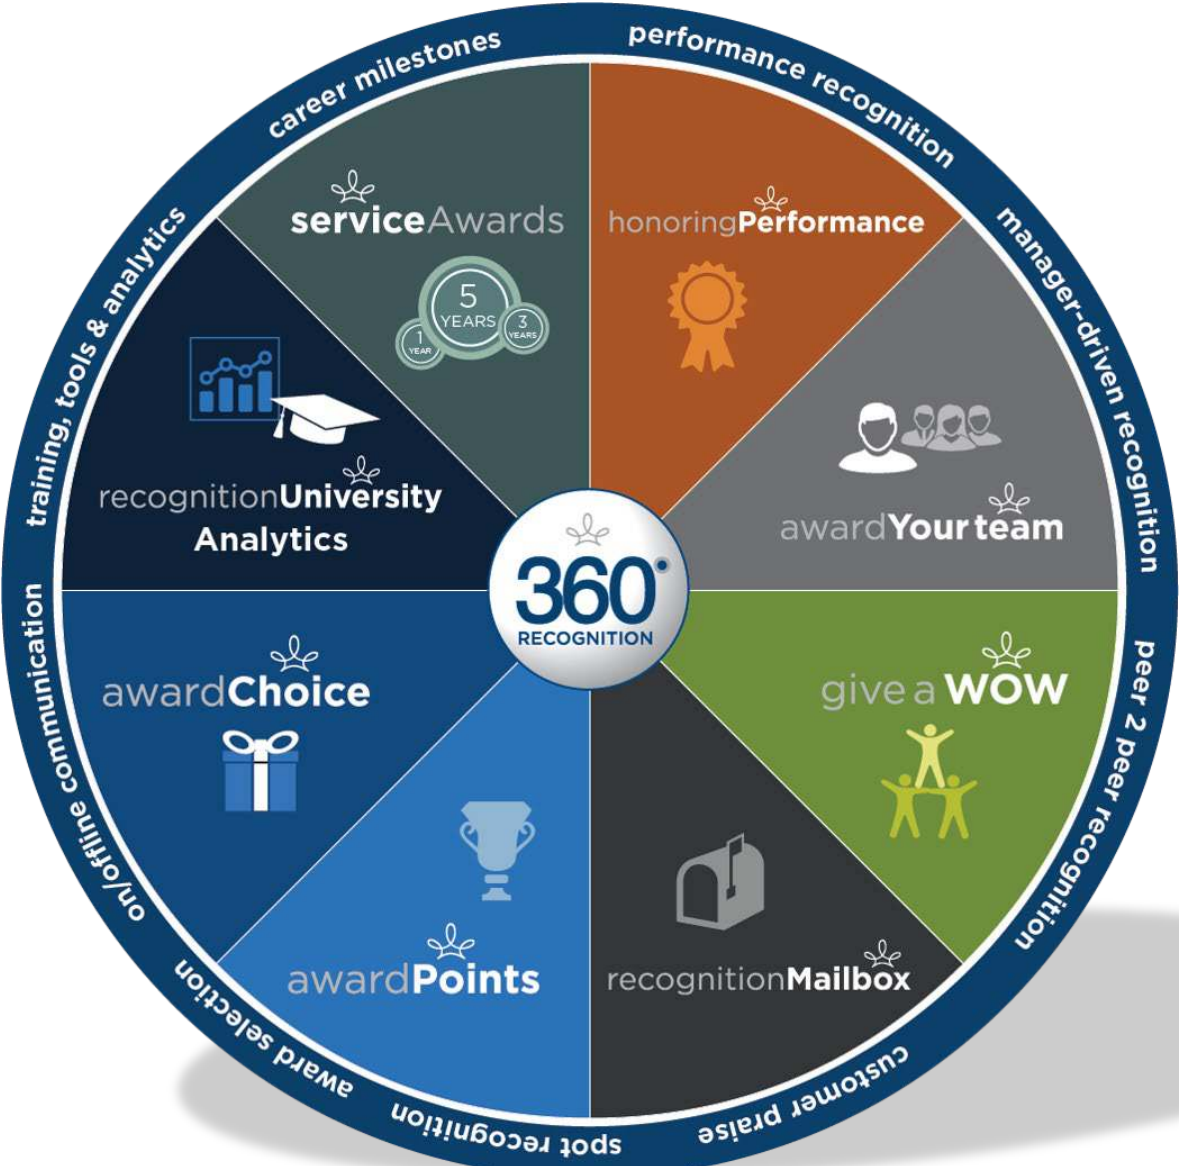 career milestones
performance recognition
manager-driven recognition
peer 2 peer recognition
customer praise
spot recognition
award selection
on/offline communication
training, tools & analytics
serviceAwards
5
YEARS
1
YEAR
3
YEARS
honoringPerformance
awardYour team
give a WOW
recognitionMailbox
awardPoints
awardChoice
recognitionUniversity
Analytics
360°
RECOGNITION